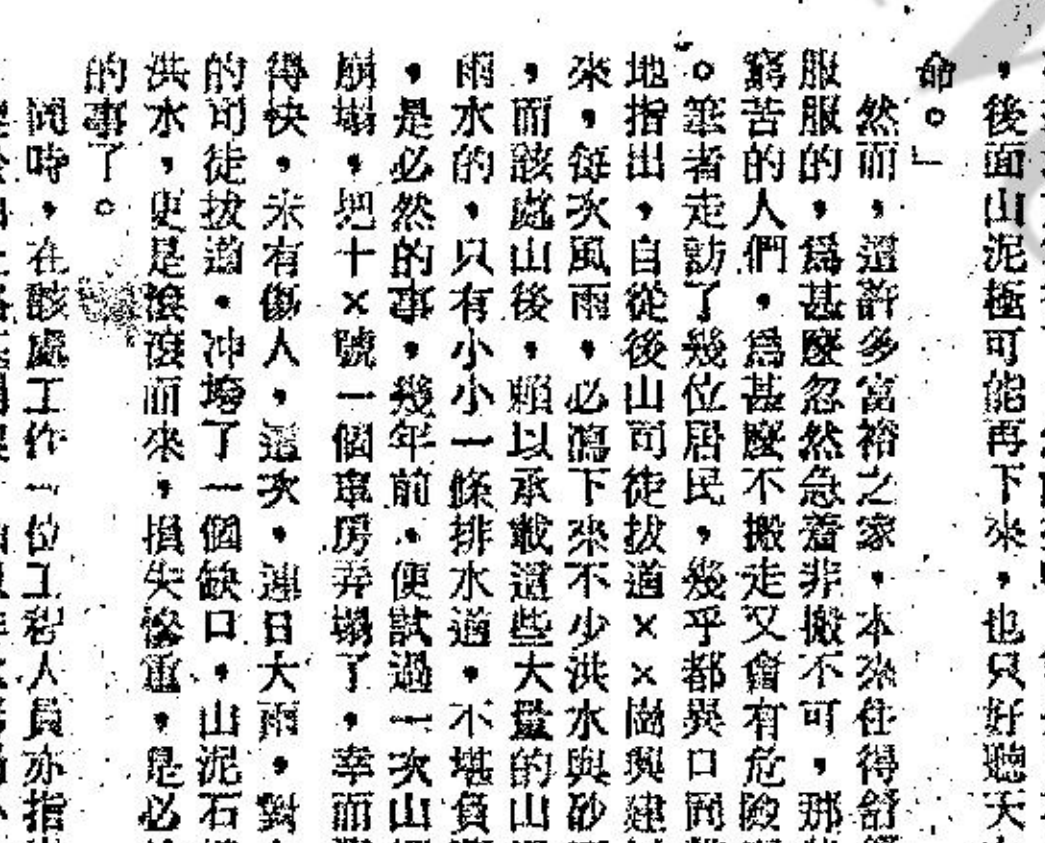 ，後面山泥極可能再下來，也只好聽天
命。」
然而，這許多富裕之家，本來住得舒
服服的，爲甚麼忽然急着非搬不可，那
窮苦的人們，爲甚麼不搬走又會有危險
。筆者走訪了幾位居民，幾乎都異口同
地指出，自從後山司徒拔道××崗興建
來，每次風雨，必瀉下來不少洪水與砂
，而該處山後，賴以承載這些大量的山
雨水的，只有小小一條排水道，不堪負
，是必然的事，幾年前，便試過一次山
崩塌，把十×號一個車房弄塌了，幸而
得快，未有傷人，這次，連日大雨，對
的司徒拔道，冲塲了一個缺口，山泥石
洪水，更是滾滾而來，損失慘重，是必
的事了。
同時，在該處工作一位工程人員亦指